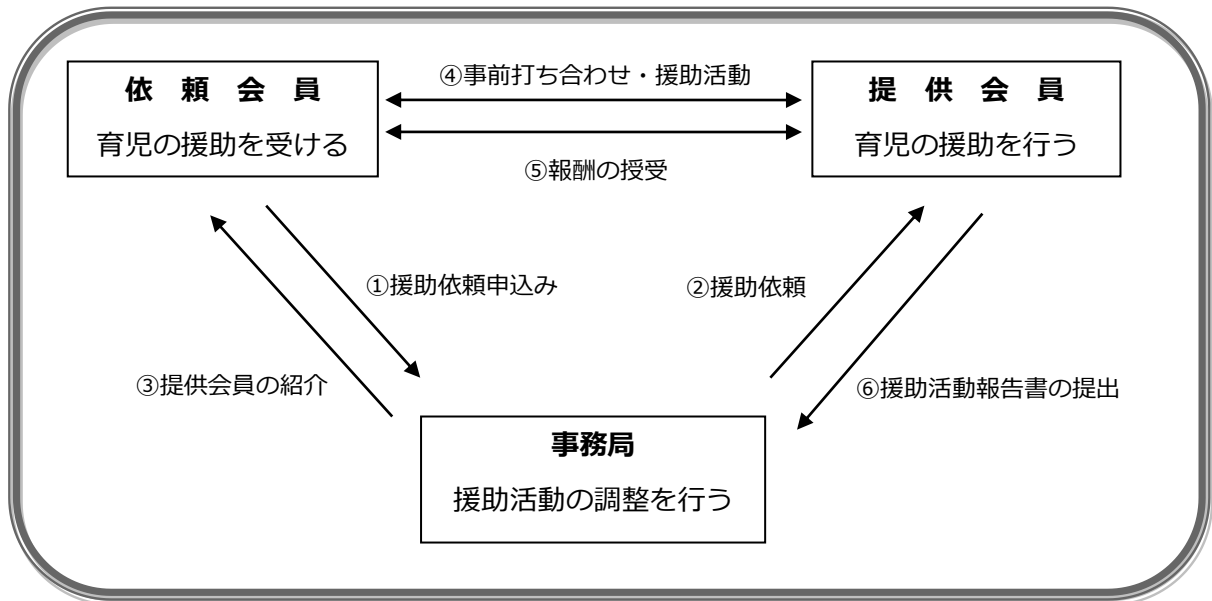 依 頼 会 員
育児の援助を受ける
④事前打ち合わせ・援助活動
⑤報酬の授受
提 供 会 員
育児の援助を行う
①援助依頼申込み
②援助依頼
③提供会員の紹介
⑥援助活動報告書の提出
事務局
援助活動の調整を行う